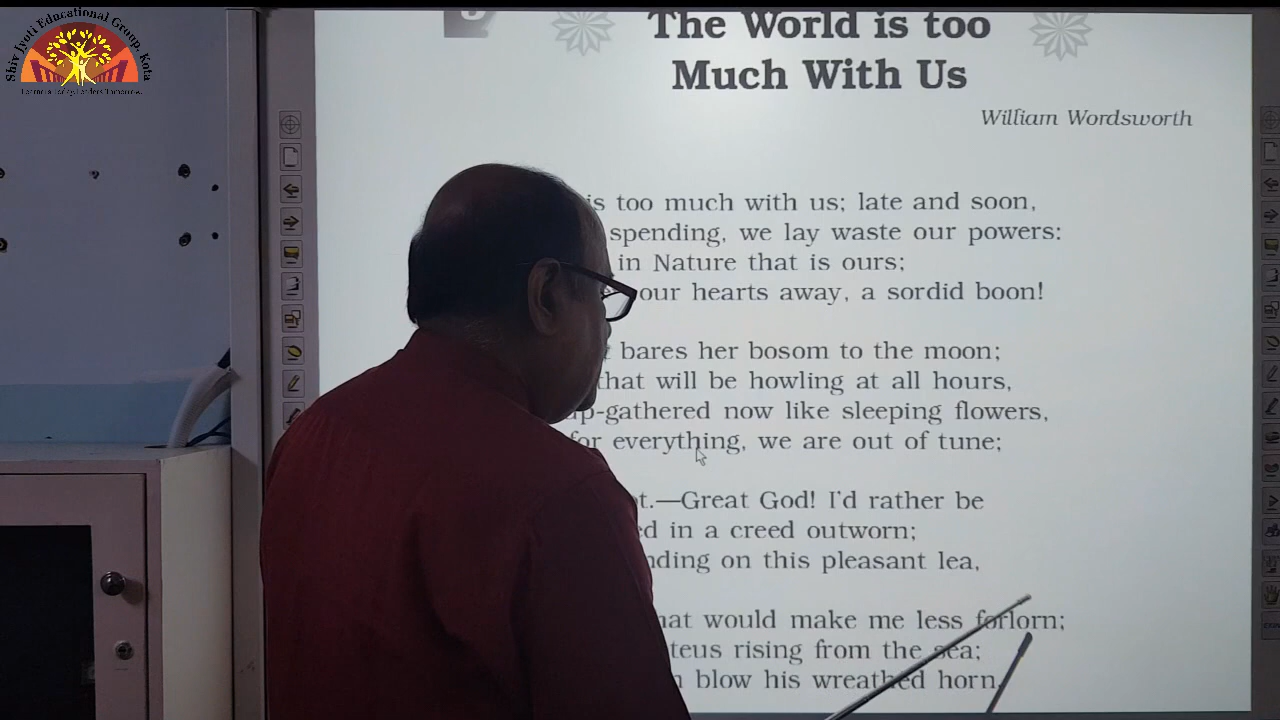 Shiv Jyoti Educational Group, Kota
The World is too
Much With Us
William Wordsworth
is too much with us; late and soon,
spending, we lay waste our powers:
in Nature that is ours;
our hearts away, a sordid boon!
bares her bosom to the moon;
that will be howling at all hours,
up-gathered now like sleeping flowers,
for everything, we are out of tune;
Great God! I'd rather be
in a creed outworn;
on this pleasant lea,
would make me less forlorn;
rising from the sea;
blow his wreathed horn.